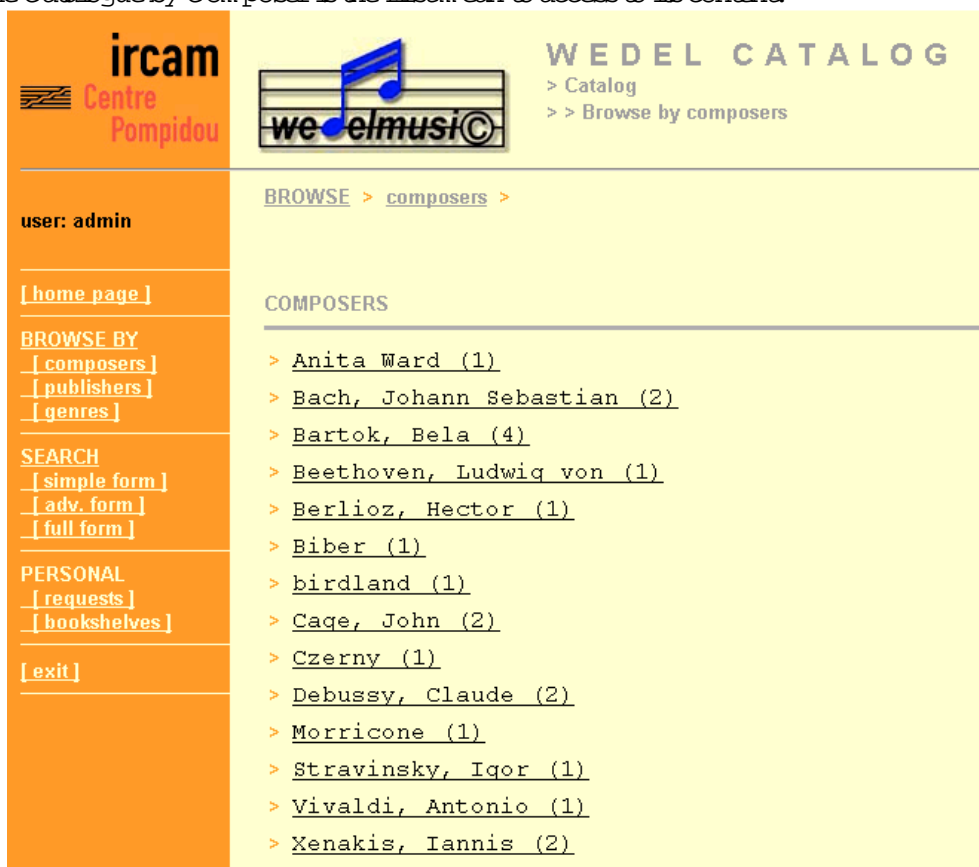 ircam
Centre
Pompidou
we elmusi©
WEDEL CATALOG
> Catalog
> > Browse by composers
user: admin
[ home page ]
BROWSE BY
[ composers ]
[ publishers ]
[ genres ]
SEARCH
[ simple form ]
[ adv. form ]
[ full form ]
PERSONAL
[ requests ]
[ bookshelves ]
[ exit ]
BROWSE > composers >
COMPOSERS
> Anita Ward (1)
> Bach, Johann Sebastian (2)
> Bartok, Bela (4)
> Beethoven, Ludwig von (1)
> Berlioz, Hector (1)
> Biber (1)
> birdland (1)
> Cage, John (2)
> Czerny (1)
> Debussy, Claude (2)
> Morricone (1)
> Stravinsky, Igor (1)
> Vivaldi, Antonio (1)
> Xenakis, Iannis (2)